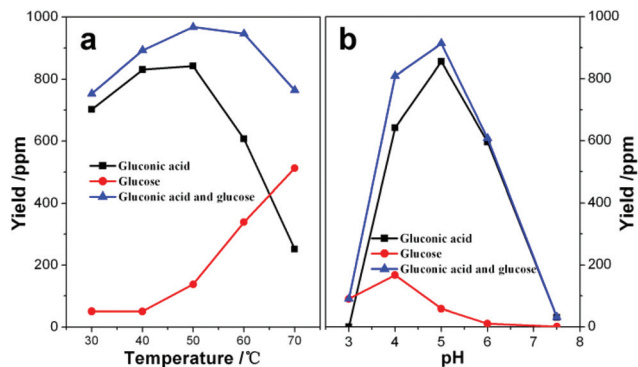 a
Yield /ppm
1000
800
600
400
200
0
Gluconic acid
Glucose
Gluconic acid and glucose
30 40 50 60 70
Temperature /℃
b
Gluconic acid
Glucose
Gluconic acid and glucose
3 4 5 6 7 8
pH
1000
800
600
400
200
0
Yield /ppm